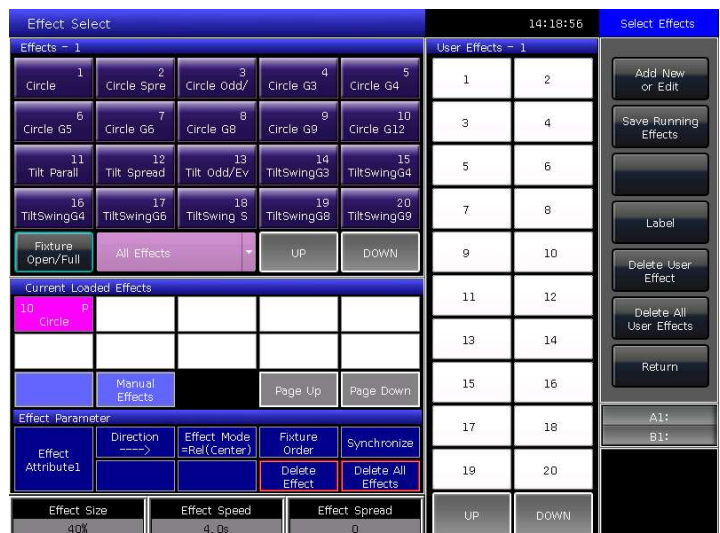 Effect Select
14:18:56
Select Effects
Effects - 1
1
Circle
2
Circle Spre
3
Circle Odd/
4
Circle G3
5
Circle G4
6
Circle G5
7
Circle G6
8
Circle G8
9
Circle G9
10
Circle G12
11
Tilt Parall
12
Tilt Spread
13
Tilt Odd/Ev
14
TiltSwingG3
15
TiltSwingG4
16
TiltSwingG4
17
TiltSwingG6
18
TiltSwing S
19
TiltSwingG8
20
TiltSwingG9
Fixture
Open/Full
All Effects
UP
DOWN
Current Loaded Effects
10 P
Circle
Manual
Effects
Page Up
Page Down
Effect Parameter
Effect
Attribute1
Direction
---->
Effect Mode
=Rel(Center)
Fixture
Order
Synchronize
Delete
Effect
Delete All
Effects
Effect Size
40%
Effect Speed
4.0s
Effect Spread
0
User Effects - 1
1
2
3
4
5
6
7
8
9
10
11
12
13
14
15
16
17
18
19
20
UP
DOWN
Add New
or Edit
Save Running
Effects
Label
Delete User
Effect
Delete All
User Effects
Return
A1:
B1: